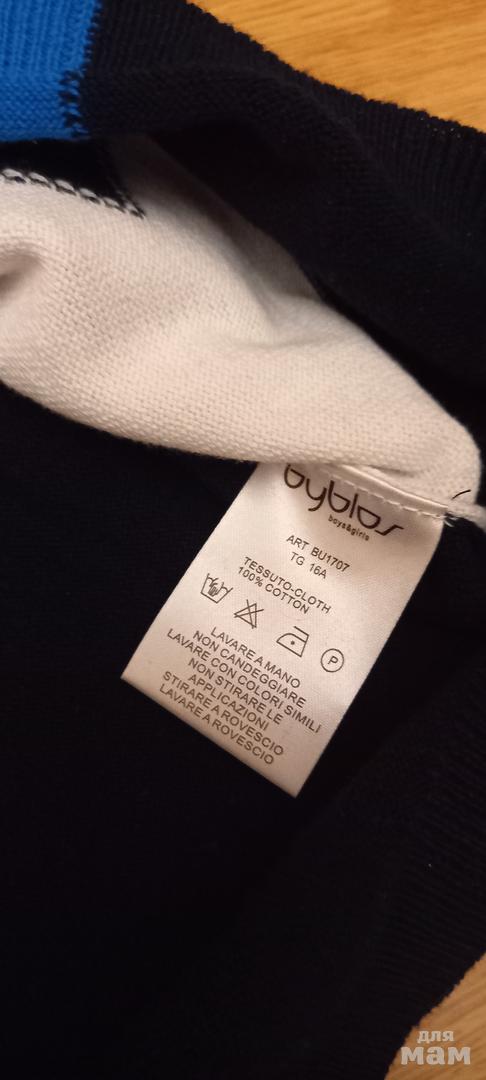 byblos
boys&girls
ART BU1707
TG 16A
TESSUTO-CLOTH
100% COTTON
P
LAVARE A MANO
NON CANDEGGIARE
LAVARE CON COLORI SIMILI
NON STIRARE LE
APPLICAZIONI
STIRARE A ROVESCIO
LAVARE A ROVESCIO
для
мам